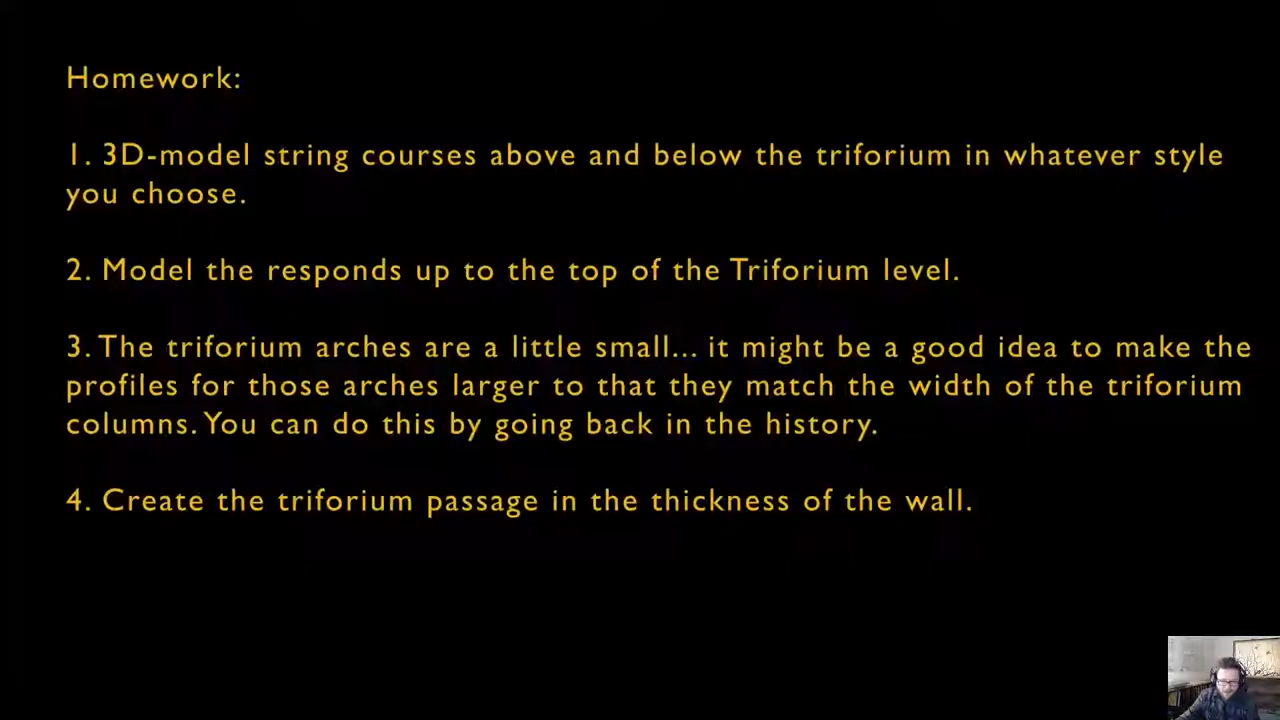 Homework:
1. 3D-model string courses above and below the triforium in whatever style
you choose.
2. Model the responds up to the top of the Triforium level.
3. The triforium arches are a little small... it might be a good idea to make the
profiles for those arches larger to that they match the width of the triforium
columns. You can do this by going back in the history.
4. Create the triforium passage in the thickness of the wall.